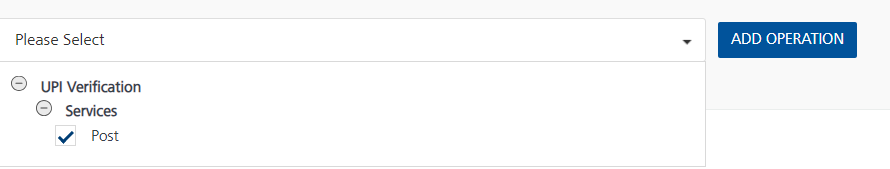 Please Select
ADD OPERATION
UPI Verification
Services
Post